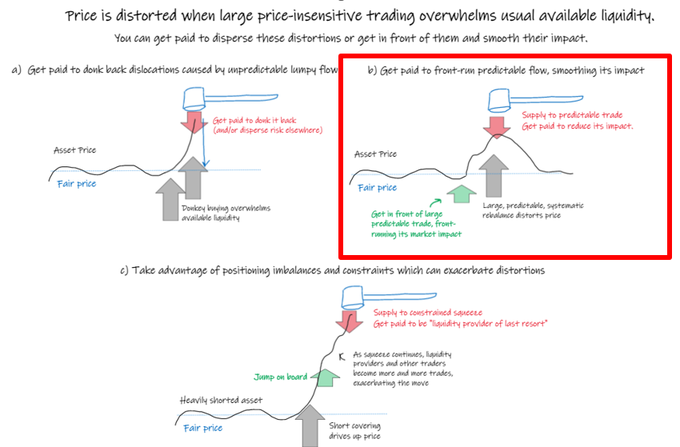 Price is distorted when large price-insensitive trading overwhelms usual available liquidity.
You can get paid to disperse these distortions or get in front of them and smooth their impact.
a) Get paid to donk back dislocations caused by unpredictable lumpy flow
b) Get paid to front-run predictable flow, smoothing its impact
Get paid to donk it back
(and/or disperse risk elsewhere)
Asset Price
Fair price
Donkey buying overwhelms
available liquidity
Supply to predictable trade
Get paid to reduce its impact.
Asset Price
Fair price
Get in front of large
predictable trade, front-
running its market impact
Large, predictable, systematic
rebalance distorts price
c) Take advantage of positioning imbalances and constraints which can exacerbate distortions
Supply to constrained squeeze
Get paid to be "liquidity provider of last resort"
As squeeze continues, liquidity
providers and other traders
become more and more trades,
exacerbating the move
Jump on board
Heavily shorted asset
Fair price
Short covering
drives up price